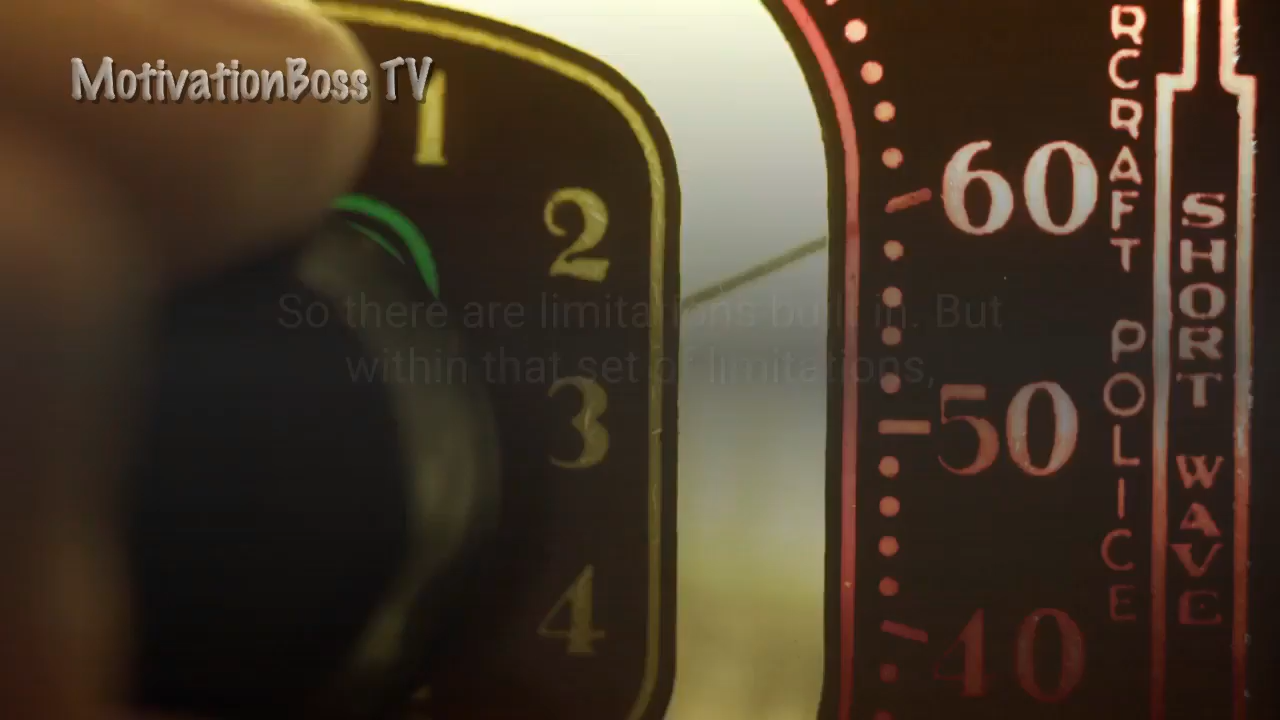 MotivationBoss TV
1
2
3
4
60
50
40
RCRAFT POLICE
SHORT WAVE
So there are limitations built in. But
within that set of limitations,